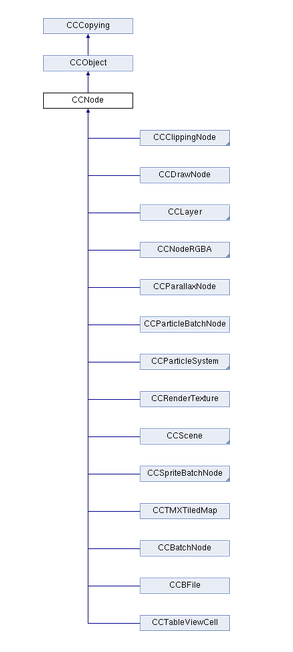 CCCopying
CCObject
CCNode
CCClippingNode
CCDrawNode
CCLayer
CCNodeRGBA
CCParallaxNode
CCParticleBatchNode
CCParticleSystem
CCRenderTexture
CCScene
CCSpriteBatchNode
CCTMXTiledMap
CCBatchNode
CCBFile
CCTableViewCell